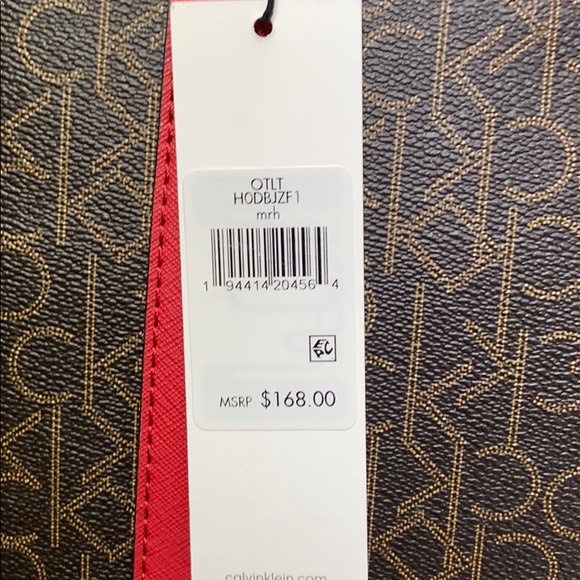 OTLT
H0DBJZF1
mrh
1 94414 20456 4
MSRP $168.00
calvinklein.com